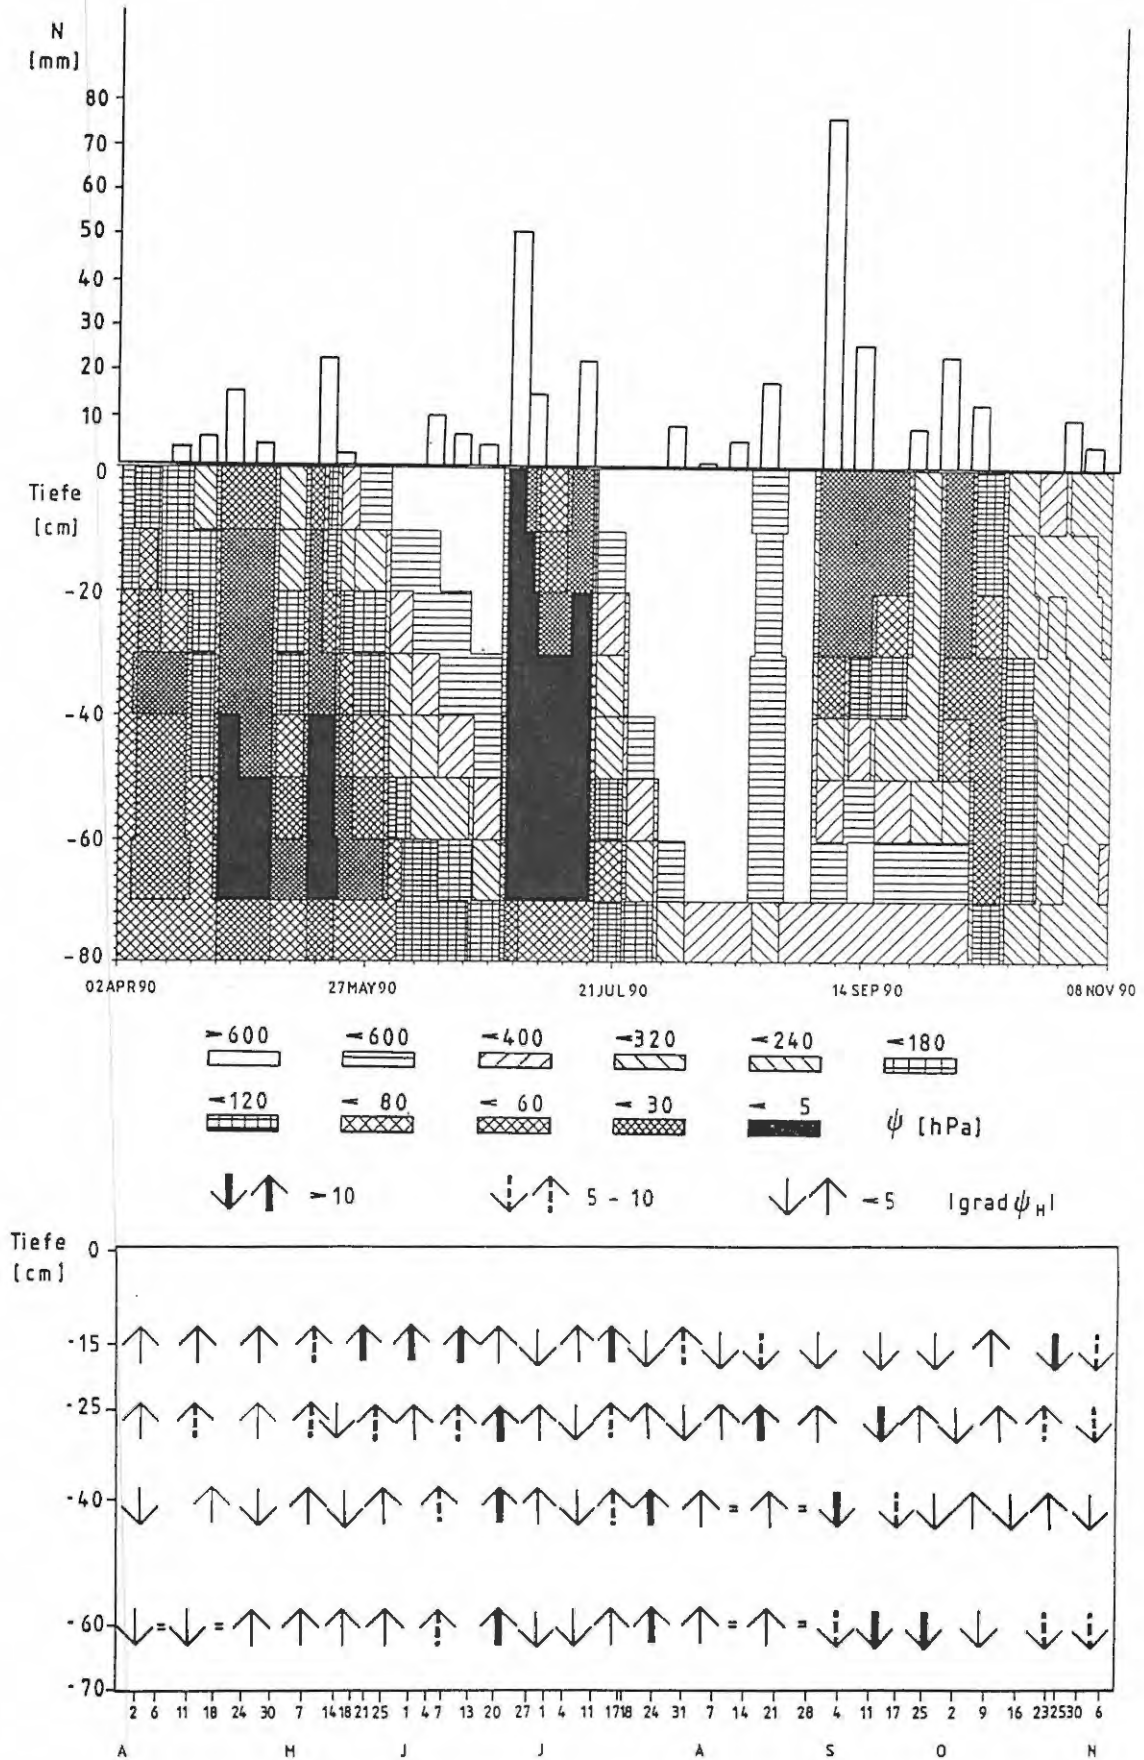 N
[mm]
80
70
60
50
40
30
20
10
0
Tiefe
[cm]
-20
-40
-60
-80
02APR90 27MAY90 21JUL90 14SEP90 08NOV90
>600 <600 <400 <320 <240 <180
<120 < 80 < 60 < 30 < 5 ψ [hPa]
>10 5 - 10 <5 |grad ψH|
Tiefe
[cm]
0
-15
-25
-40
= =
-60
= = = =
-70
2 6 11 18 24 30 7 14 18 21 25 1 4 7 13 20 27 1 4 11 17 18 24 31 7 14 21 28 4 11 17 25 2 9 16 23 25 30 6
A M J J A S O N